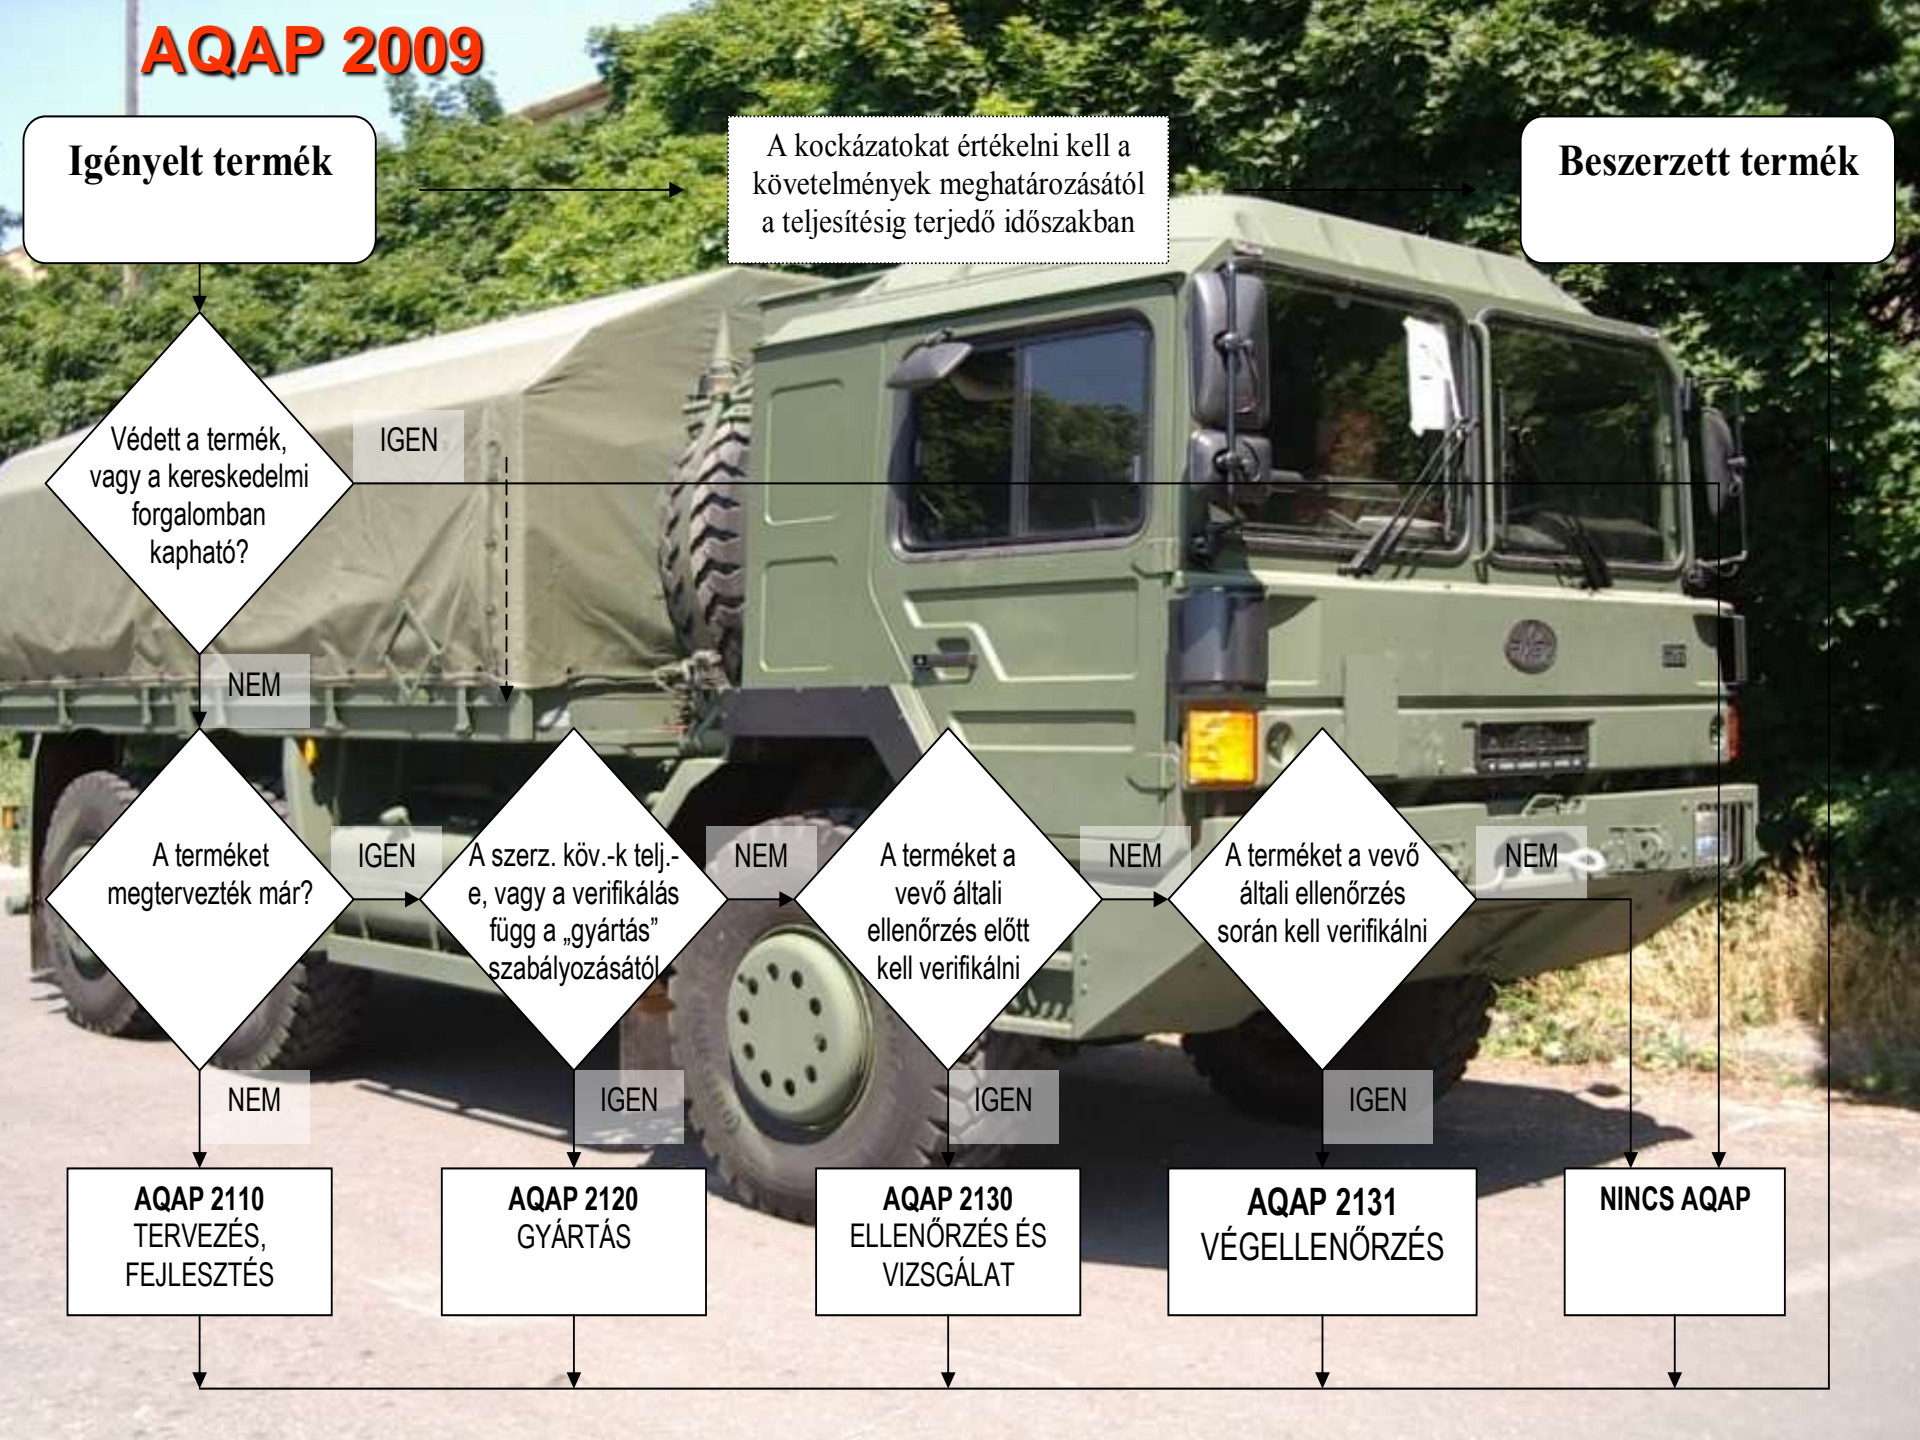 AQAP 2009
Igényelt termék
A kockázatokat értékelni kell a
követelmények meghatározásától
a teljesítésig terjedő időszakban
Beszerzett termék
Védett a termék,
vagy a kereskedelmi
forgalomban
kapható?
IGEN
NEM
A terméket
megtervezték már?
IGEN
A szerz. köv.-k telj.-
e, vagy a verifikálás
függ a „gyártás”
szabályozásától
NEM
A terméket a
vevő általi
ellenőrzés előtt
kell verifikálni
NEM
A terméket a vevő
általi ellenőrzés
során kell verifikálni
NEM
NEM
IGEN
IGEN
IGEN
AQAP 2110
TERVEZÉS,
FEJLESZTÉS
AQAP 2120
GYÁRTÁS
AQAP 2130
ELLENŐRZÉS ÉS
VIZSGÁLAT
AQAP 2131
VÉGELLENŐRZÉS
NINCS AQAP